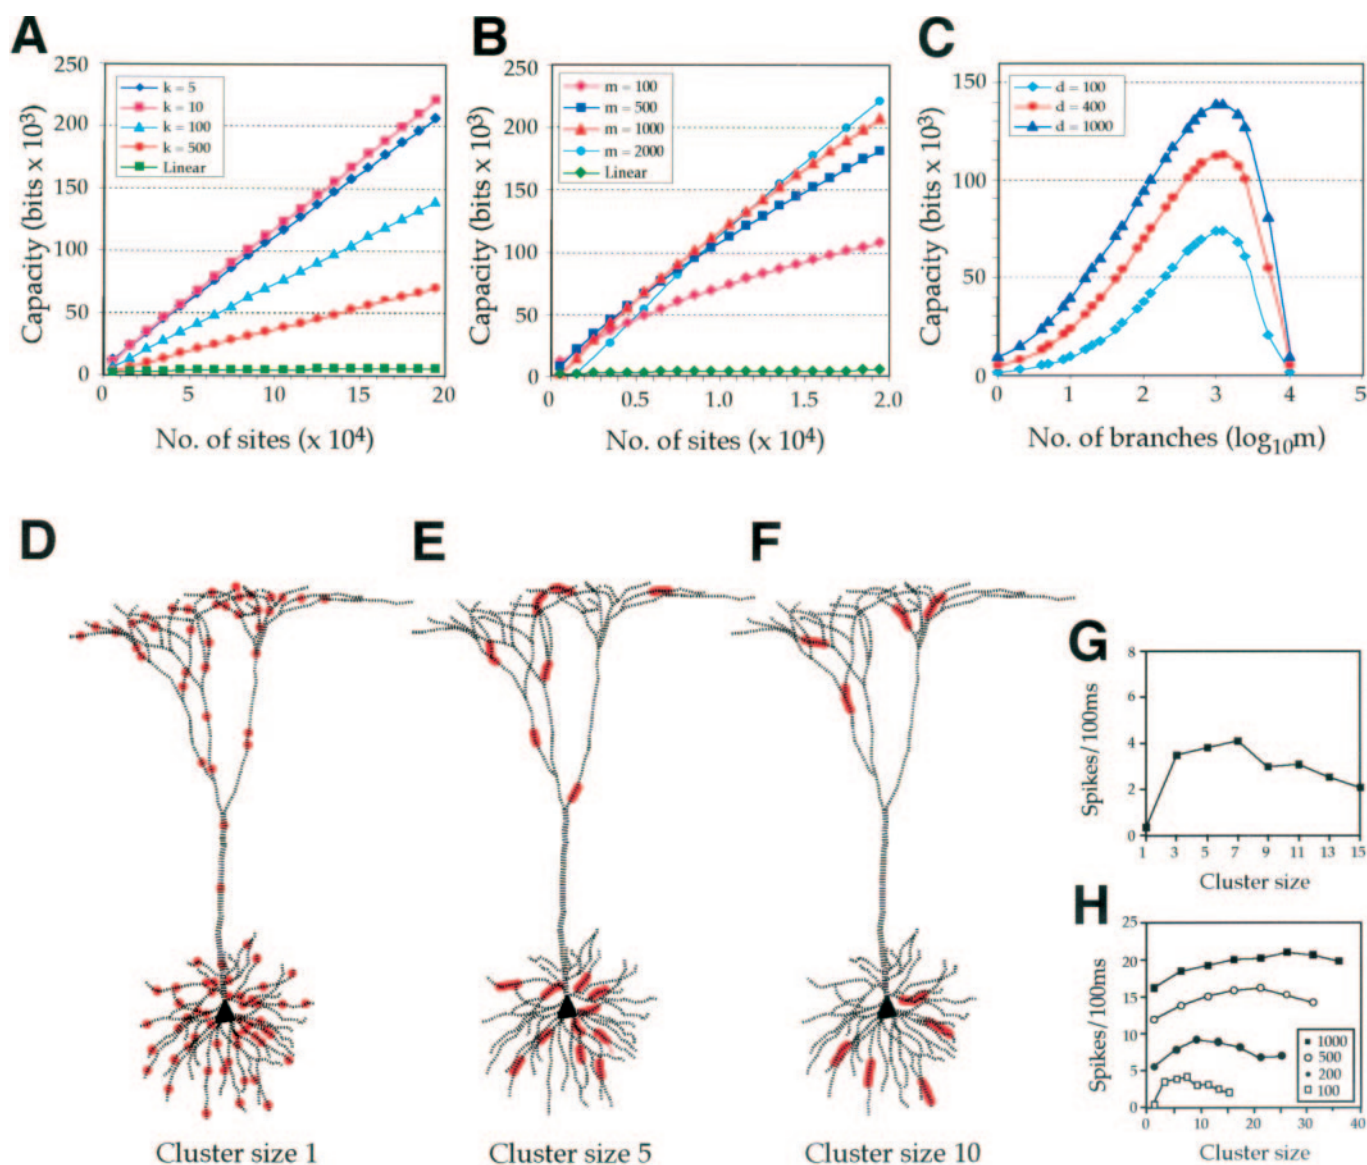 A
250
200
150
100
50
0
Capacity (bits x 10³)
k = 5
k = 10
k = 100
k = 500
Linear
0 5 10 15 20
No. of sites (x 10⁴)
B
250
200
150
100
50
0
Capacity (bits x 10³)
m = 100
m = 500
m = 1000
m = 2000
Linear
0 0.5 1.0 1.5 2.0
No. of sites (x 10⁴)
C
150
100
50
0
Capacity (bits x 10³)
d = 100
d = 400
d = 1000
0 1 2 3 4 5
No. of branches (log₁₀m)
D
Cluster size 1
E
Cluster size 5
F
Cluster size 10
G
8
6
4
2
0
Spikes/100ms
1 3 5 7 9 11 13 15
Cluster size
H
25
20
15
10
5
0
Spikes/100ms
1000
500
200
100
0 10 20 30 40
Cluster size